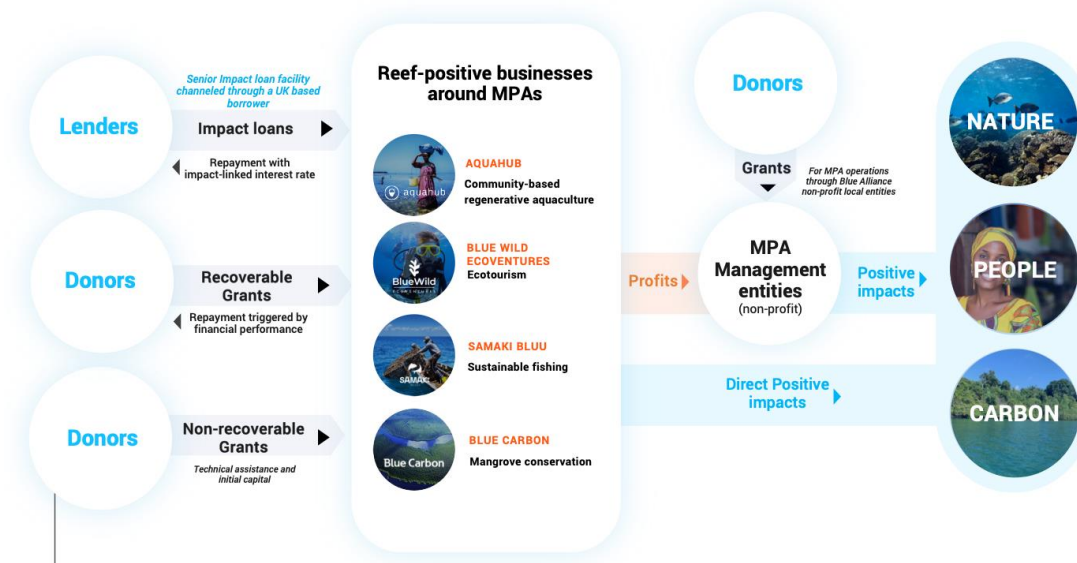 Lenders
Senior Impact loan facility
channeled through a UK based
borrower
Impact loans
Repayment with
impact-linked interest rate
Donors
Recoverable
Grants
Repayment triggered by
financial performance
Donors
Non-recoverable
Grants
Technical assistance and
initial capital
Reef-positive businesses
around MPAs
aquahub
AQUAHUB
Community-based
regenerative aquaculture
BlueWild
ECOVENTURES
BLUE WILD
ECOVENTURES
Ecotourism
SAMAKI
SAMAKI BLUU
Sustainable fishing
Blue Carbon
BLUE CARBON
Mangrove conservation
Profits
Donors
Grants
For MPA operations
through Blue Alliance
non-profit local entities
MPA
Management
entities
(non-profit)
Positive
impacts
Direct Positive
impacts
NATURE
PEOPLE
CARBON